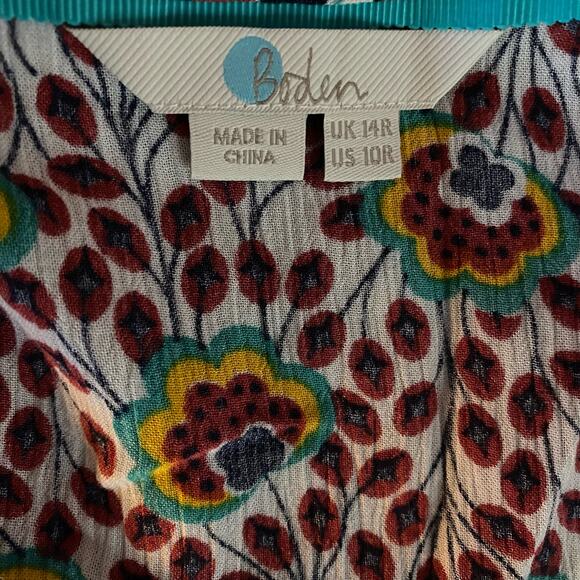 Boden
MADE IN
CHINA
UK 14R
US 10R